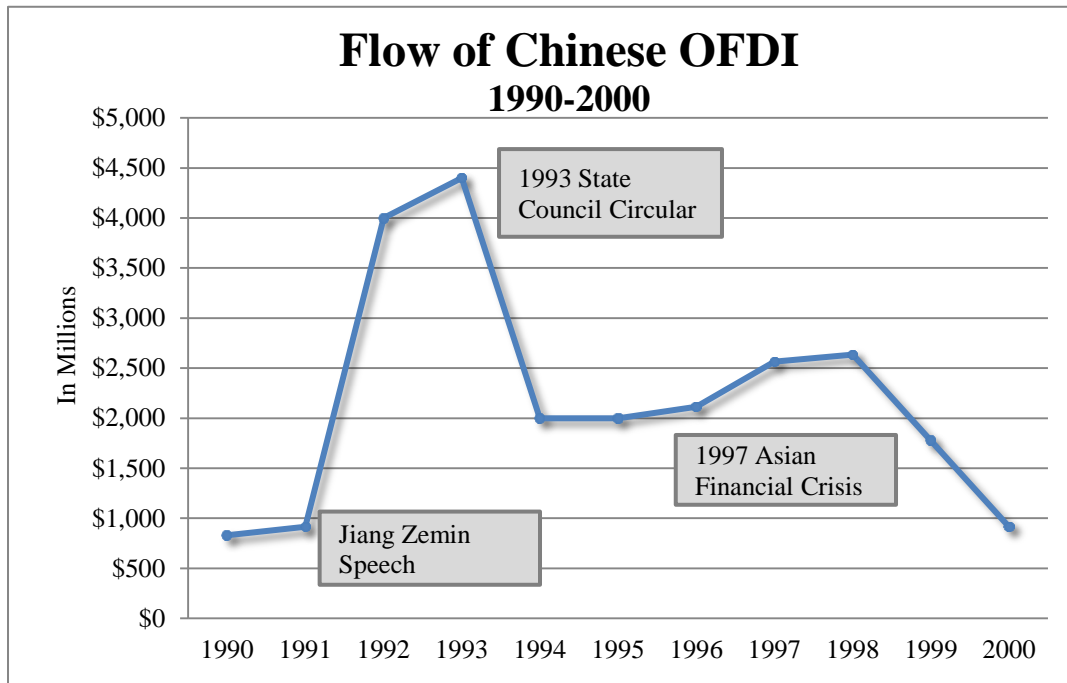 Flow of Chinese OFDI
1990-2000
$5,000
$4,500
$4,000
$3,500
$3,000
$2,500
$2,000
$1,500
$1,000
$500
$0
In Millions
1993 State
Council Circular
1997 Asian
Financial Crisis
Jiang Zemin
Speech
1990 1991 1992 1993 1994 1995 1996 1997 1998 1999 2000